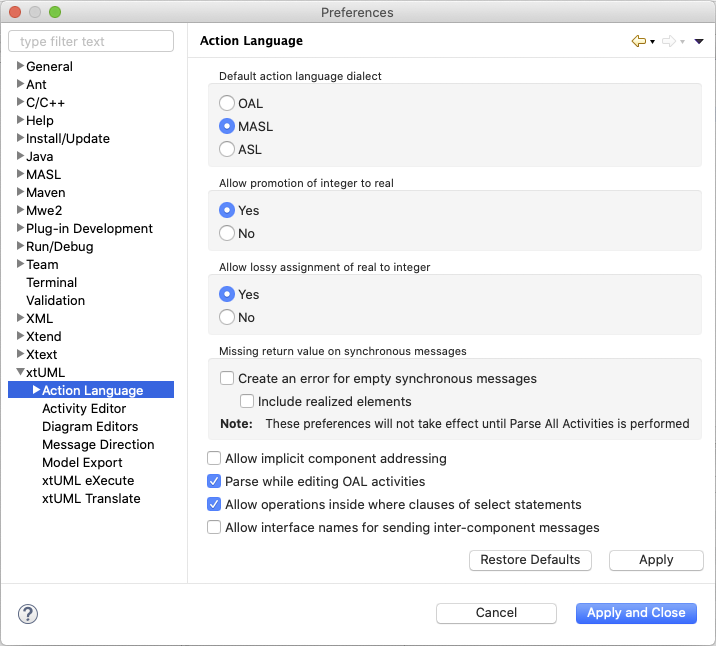 Preferences
type filter text
General
Ant
C/C++
Help
Install/Update
Java
MASL
Maven
Mwe2
Plug-in Development
Run/Debug
Team
Terminal
Validation
XML
Xtend
Xtext
xtUML
Action Language
Activity Editor
Diagram Editors
Message Direction
Model Export
xtUML eXecute
xtUML Translate
Action Language
Default action language dialect
OAL
MASL
ASL
Allow promotion of integer to real
Yes
No
Allow lossy assignment of real to integer
Yes
No
Missing return value on synchronous messages
Create an error for empty synchronous messages
Include realized elements
Note: These preferences will not take effect until Parse All Activities is performed
Allow implicit component addressing
Parse while editing OAL activities
Allow operations inside where clauses of select statements
Allow interface names for sending inter-component messages
Restore Defaults Apply
? Cancel Apply and Close